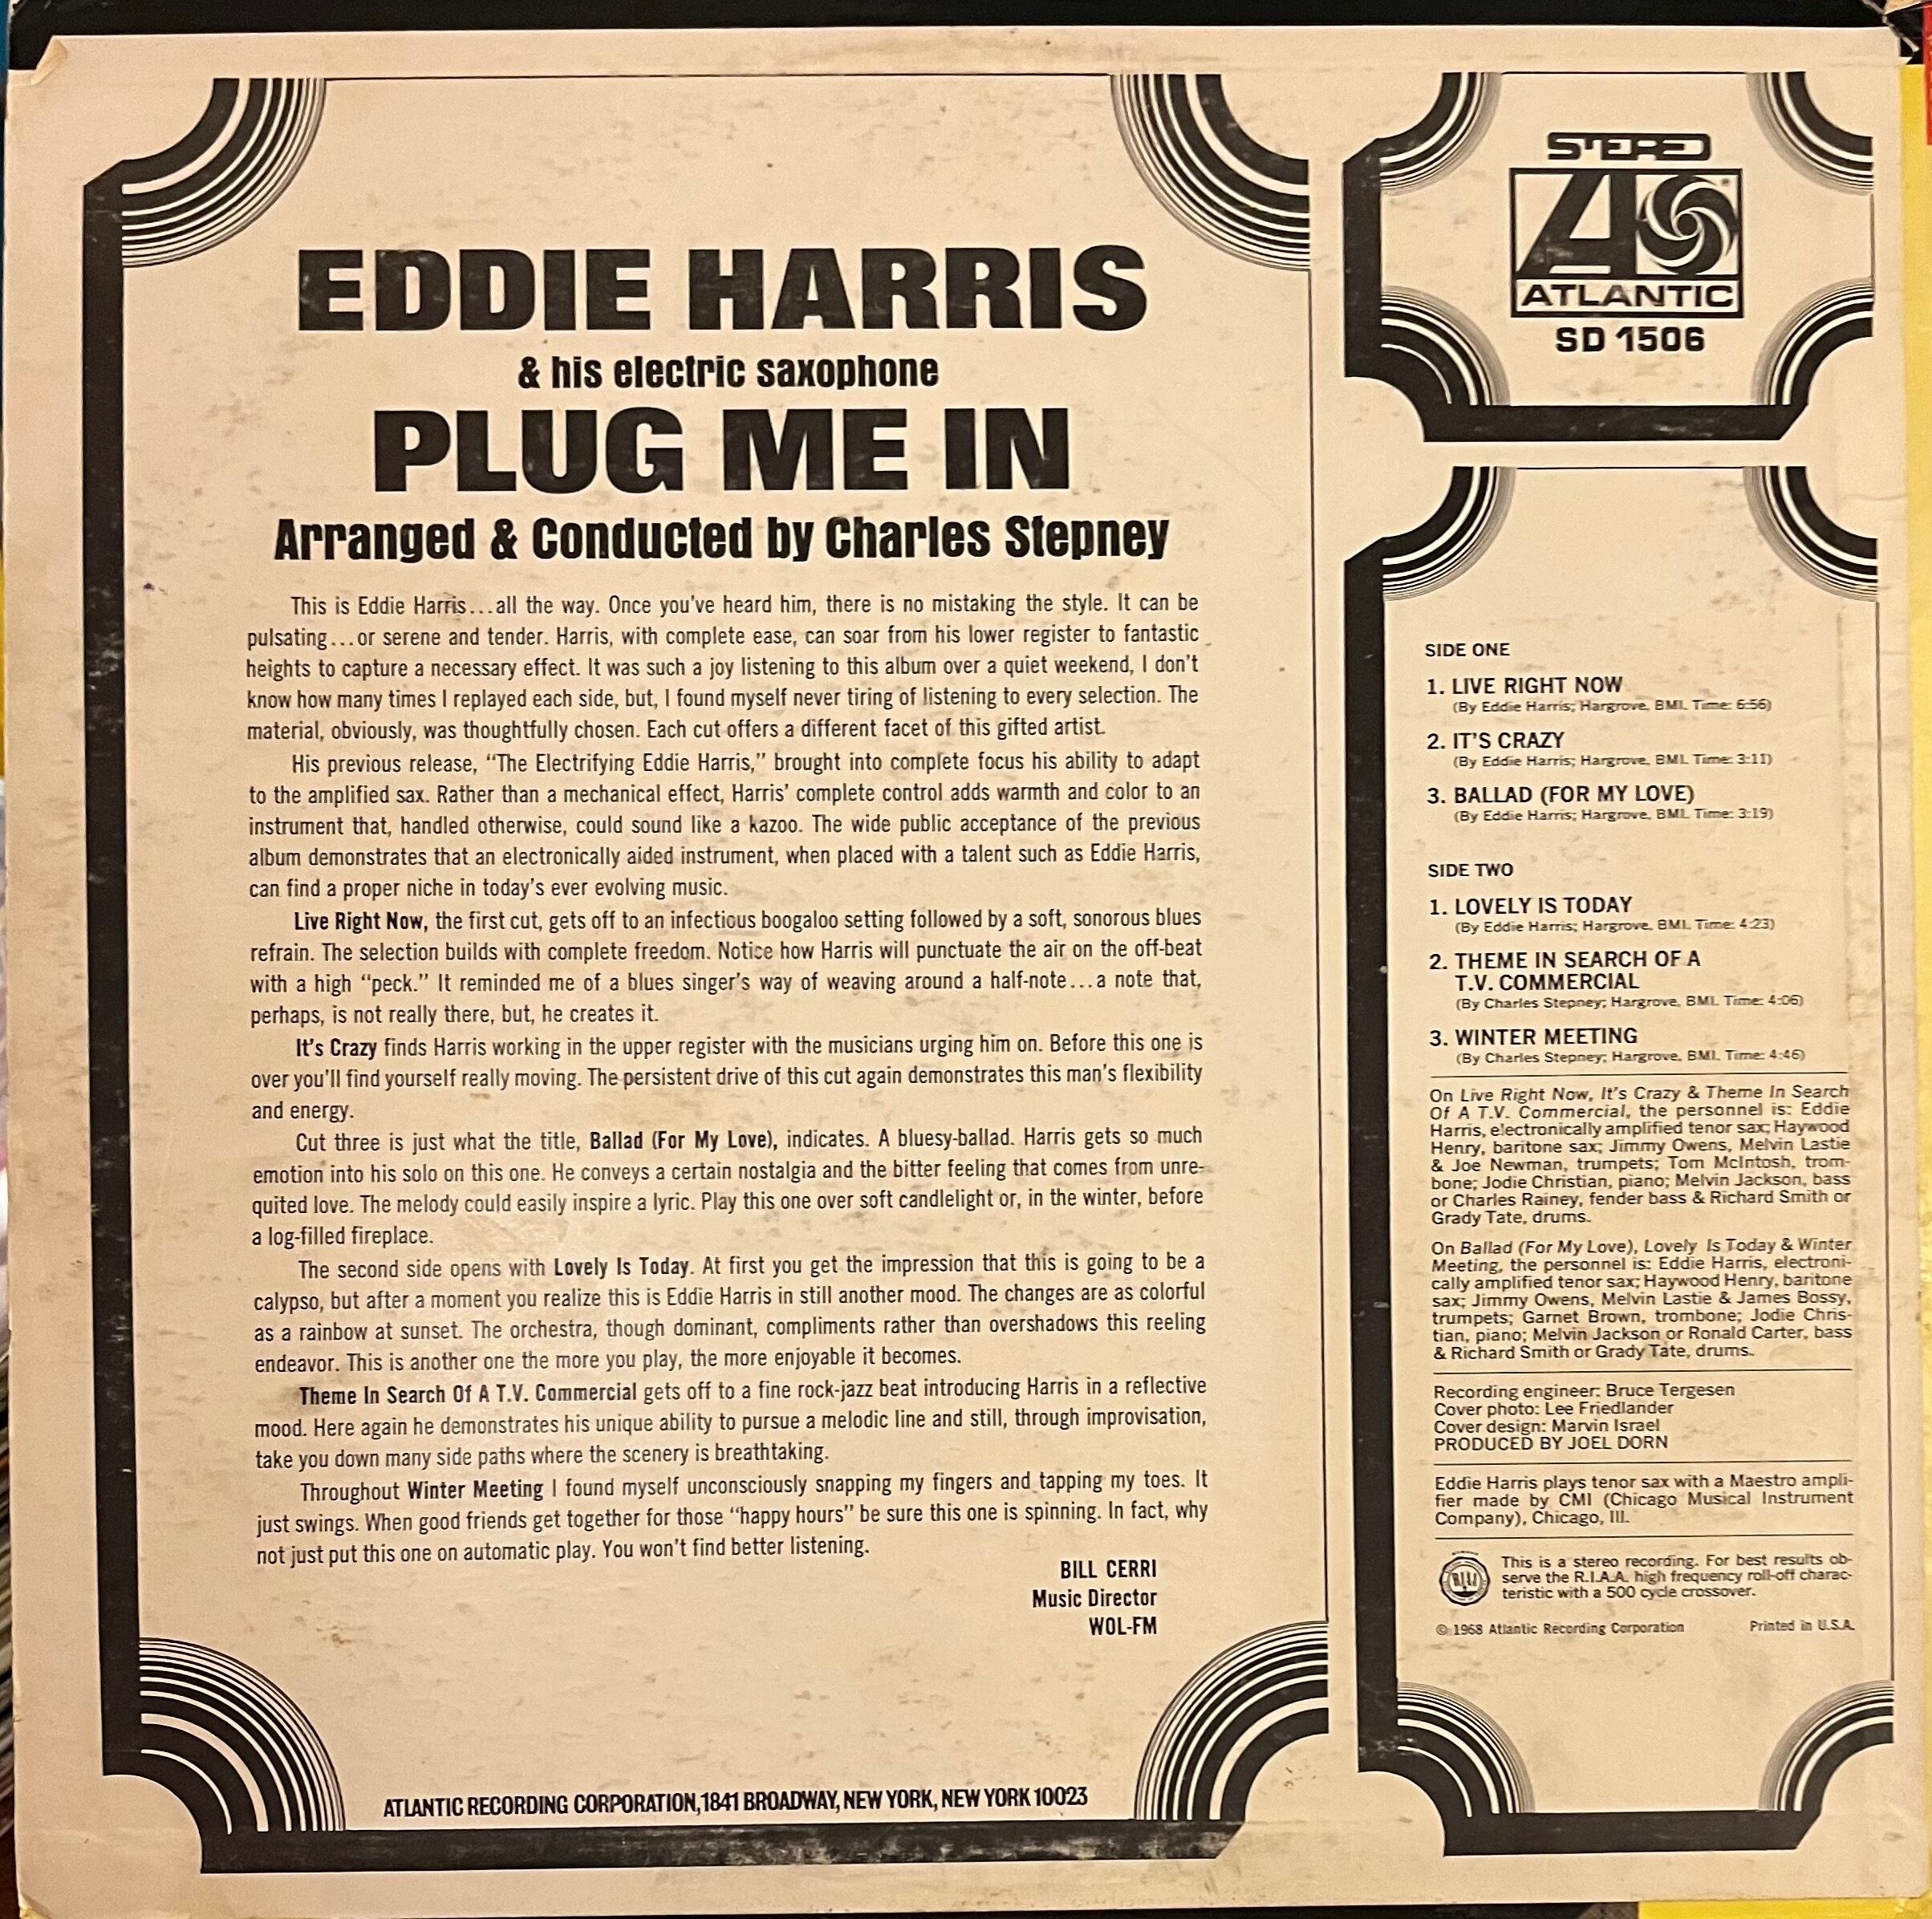 EDDIE HARRIS
& his electric saxophone
PLUG ME IN
Arranged & Conducted by Charles Stepney
This is Eddie Harris...all the way. Once you've heard him, there is no mistaking the style. It can be
pulsating...or serene and tender. Harris, with complete ease, can soar from his lower register to fantastic
heights to capture a necessary effect. It was such a joy listening to this album over a quiet weekend, I don't
know how many times I replayed each side, but, I found myself never tiring of listening to every selection. The
material, obviously, was thoughtfully chosen. Each cut offers a different facet of this gifted artist.
His previous release, "The Electrifying Eddie Harris," brought into complete focus his ability to adapt
to the amplified sax. Rather than a mechanical effect, Harris' complete control adds warmth and color to an
instrument that, handled otherwise, could sound like a kazoo. The wide public acceptance of the previous
album demonstrates that an electronically aided instrument, when placed with a talent such as Eddie Harris,
can find a proper niche in today's ever evolving music.
Live Right Now, the first cut, gets off to an infectious boogaloo setting followed by a soft, sonorous blues
refrain. The selection builds with complete freedom. Notice how Harris will punctuate the air on the off-beat
with a high "peck." It reminded me of a blues singer's way of weaving around a half-note...a note that,
perhaps, is not really there, but, he creates it.
It's Crazy finds Harris working in the upper register with the musicians urging him on. Before this one is
over you'll find yourself really moving. The persistent drive of this cut again demonstrates this man's flexibility
and energy.
Cut three is just what the title, Ballad (For My Love), indicates. A bluesy-ballad. Harris gets so much
emotion into his solo on this one. He conveys a certain nostalgia and the bitter feeling that comes from unre-
quited love. The melody could easily inspire a lyric. Play this one over soft candlelight or, in the winter, before
a log-filled fireplace.
The second side opens with Lovely Is Today. At first you get the impression that this is going to be a
calypso, but after a moment you realize this is Eddie Harris in still another mood. The changes are as colorful
as a rainbow at sunset. The orchestra, though dominant, compliments rather than overshadows this reeling
endeavor. This is another one the more you play, the more enjoyable it becomes.
Theme In Search Of A T.V. Commercial gets off to a fine rock-jazz beat introducing Harris in a reflective
mood. Here again he demonstrates his unique ability to pursue a melodic line and still, through improvisation,
take you down many side paths where the scenery is breathtaking.
Throughout Winter Meeting I found myself unconsciously snapping my fingers and tapping my toes. It
just swings. When good friends get together for those "happy hours" be sure this one is spinning. In fact, why
not just put this one on automatic play. You won't find better listening.
BILL CERRI
Music Director
WOL-FM
ATLANTIC RECORDING CORPORATION, 1841 BROADWAY, NEW YORK, NEW YORK 10023
STEREO
ATLANTIC
SD 1506
SIDE ONE
1. LIVE RIGHT NOW
(By Eddie Harris; Hargrove, BMI. Time: 6:56)
2. IT'S CRAZY
(By Eddie Harris; Hargrove, BMI. Time: 3:11)
3. BALLAD (FOR MY LOVE)
(By Eddie Harris; Hargrove, BMI. Time: 3:19)
SIDE TWO
1. LOVELY IS TODAY
(By Eddie Harris; Hargrove, BMI. Time: 4:23)
2. THEME IN SEARCH OF A
T.V. COMMERCIAL
(By Charles Stepney; Hargrove, BMI. Time: 4:06)
3. WINTER MEETING
(By Charles Stepney; Hargrove, BMI. Time: 4:46)
On Live Right Now, It's Crazy & Theme In Search
Of A T.V. Commercial, the personnel is: Eddie
Harris, electronically amplified tenor sax; Haywood
Henry, baritone sax; Jimmy Owens, Melvin Lastie
& Joe Newman, trumpets; Tom McIntosh, trom-
bone; Jodie Christian, piano; Melvin Jackson, bass
or Charles Rainey, fender bass & Richard Smith or
Grady Tate, drums.
On Ballad (For My Love), Lovely Is Today & Winter
Meeting, the personnel is: Eddie Harris, electroni-
cally amplified tenor sax; Haywood Henry, baritone
sax; Jimmy Owens, Melvin Lastie & James Bossy,
trumpets; Garnet Brown, trombone; Jodie Chris-
tian, piano; Melvin Jackson or Ronald Carter, bass
& Richard Smith or Grady Tate, drums.
Recording engineer: Bruce Tergesen
Cover photo: Lee Friedlander
Cover design: Marvin Israel
PRODUCED BY JOEL DORN
Eddie Harris plays tenor sax with a Maestro ampli-
fier made by CMI (Chicago Musical Instrument
Company), Chicago, Ill.
This is a stereo recording. For best results ob-
serve the R.I.A.A. high frequency roll-off charac-
teristic with a 500 cycle crossover.
© 1968 Atlantic Recording Corporation Printed in U.S.A.